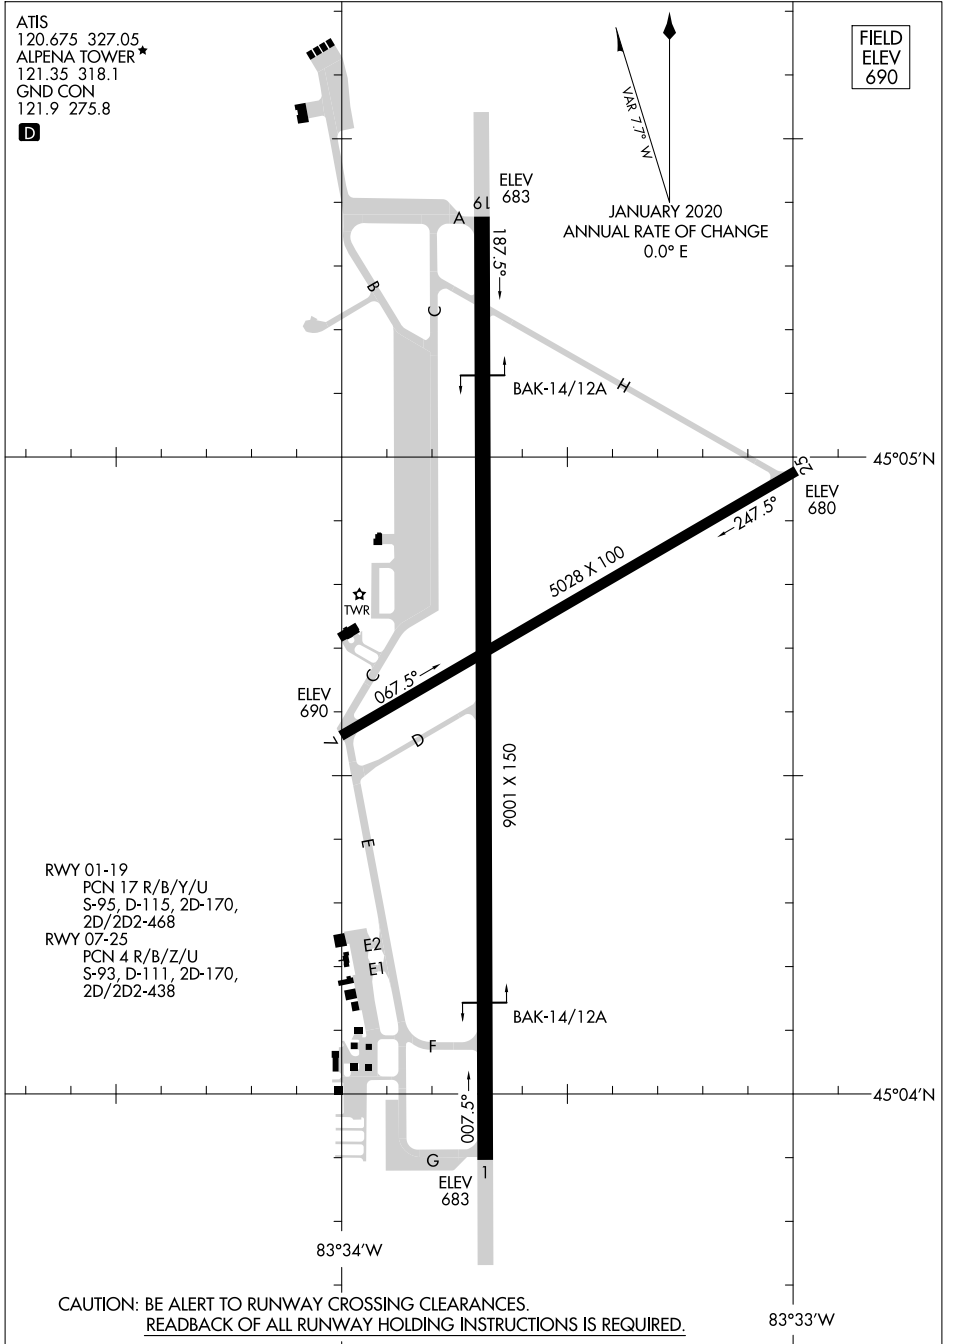 ATIS
120.675 327.05
ALPENA TOWER★
121.35 318.1
GND CON
121.9 275.8
D
FIELD
ELEV
690
VAR 7.7° W
JANUARY 2020
ANNUAL RATE OF CHANGE
0.0° E
ELEV
683
19
A
187.5°
B
C
H
BAK-14/12A
45°05'N
25
ELEV
680
247.5°
5028 X 100
TWR
C
067.5°
ELEV
690
7
D
9001 X 150
E
RWY 01-19
PCN 17 R/B/Y/U
S-95, D-115, 2D-170,
2D/2D2-468
RWY 07-25
PCN 4 R/B/Z/U
S-93, D-111, 2D-170,
2D/2D2-438
E2
E1
BAK-14/12A
F
45°04'N
007.5°
G
1
ELEV
683
83°34'W
83°33'W
CAUTION: BE ALERT TO RUNWAY CROSSING CLEARANCES.
READBACK OF ALL RUNWAY HOLDING INSTRUCTIONS IS REQUIRED.